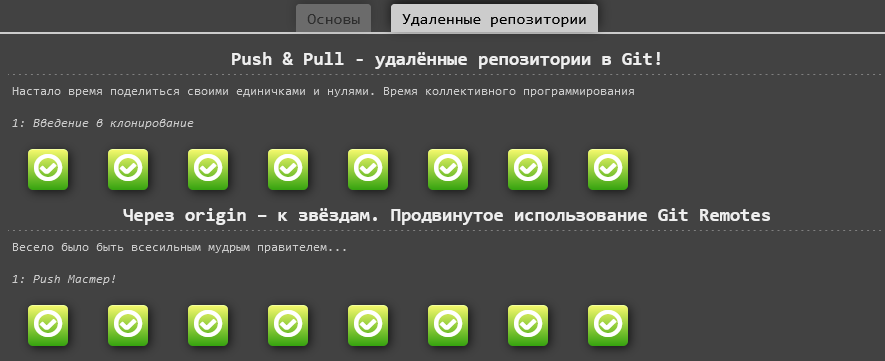 Основы Удаленные репозитории
Push & Pull - удалённые репозитории в Git!
Настало время поделиться своими единичками и нулями. Время коллективного программирования
1: Введение в клонирование
Через origin – к звёздам. Продвинутое использование Git Remotes
Весело было быть всесильным мудрым правителем...
1: Push Мастер!